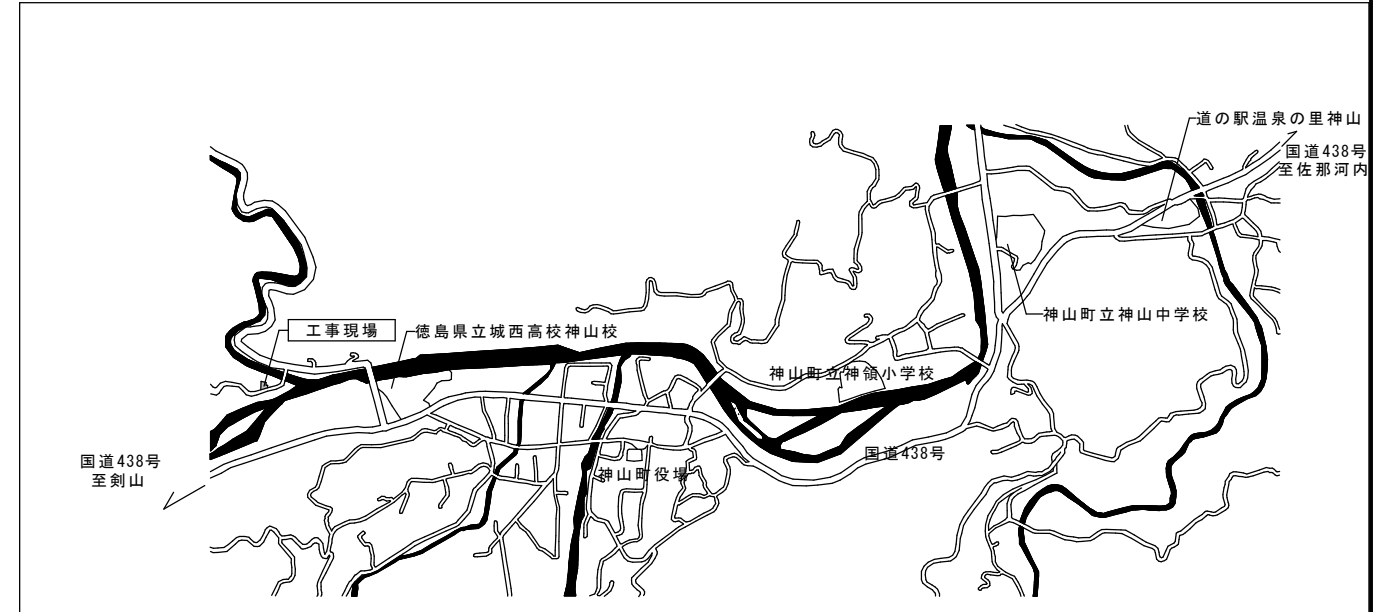 道の駅温泉の里神山
国道438号
至佐那河内
神山町立神山中学校
工事現場
徳島県立城西高校神山校
神山町立神領小学校
国道438号
国道438号
至剣山
神山町役場